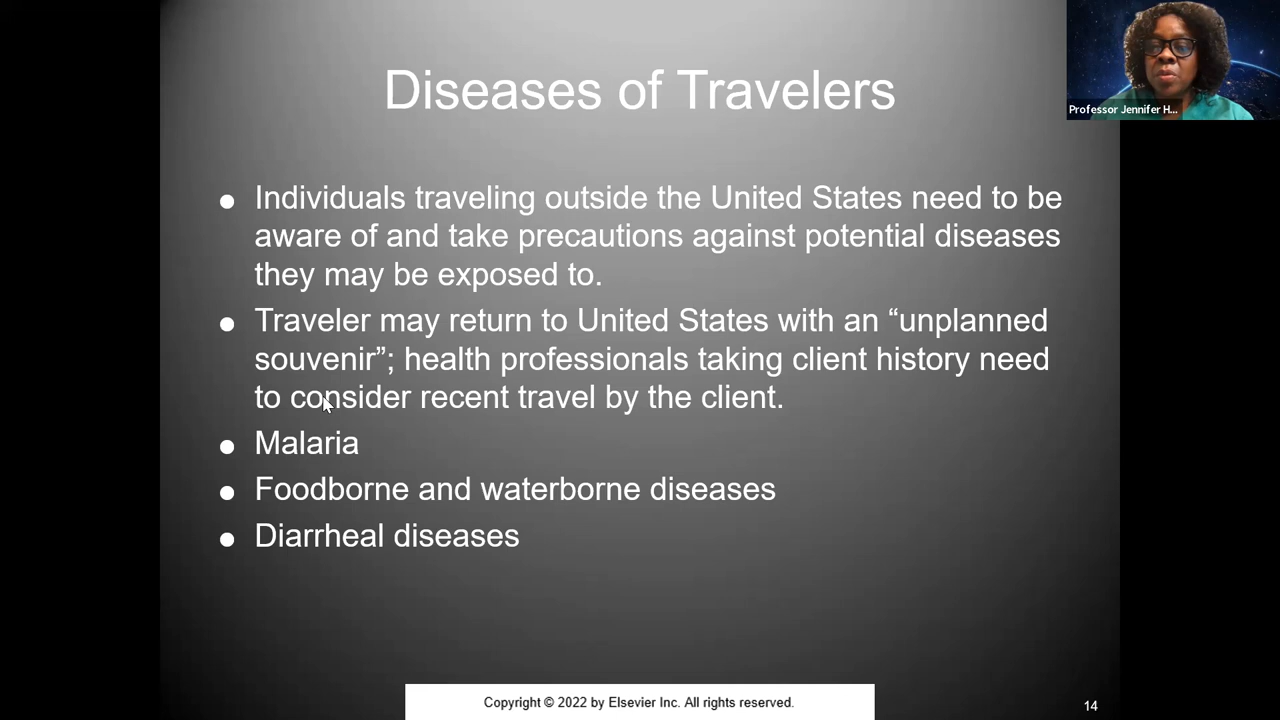 Diseases of Travelers
Professor Jennifer H...
● Individuals traveling outside the United States need to be
aware of and take precautions against potential diseases
they may be exposed to.
● Traveler may return to United States with an “unplanned
souvenir”; health professionals taking client history need
to consider recent travel by the client.
● Malaria
● Foodborne and waterborne diseases
● Diarrheal diseases
Copyright © 2022 by Elsevier Inc. All rights reserved.
14